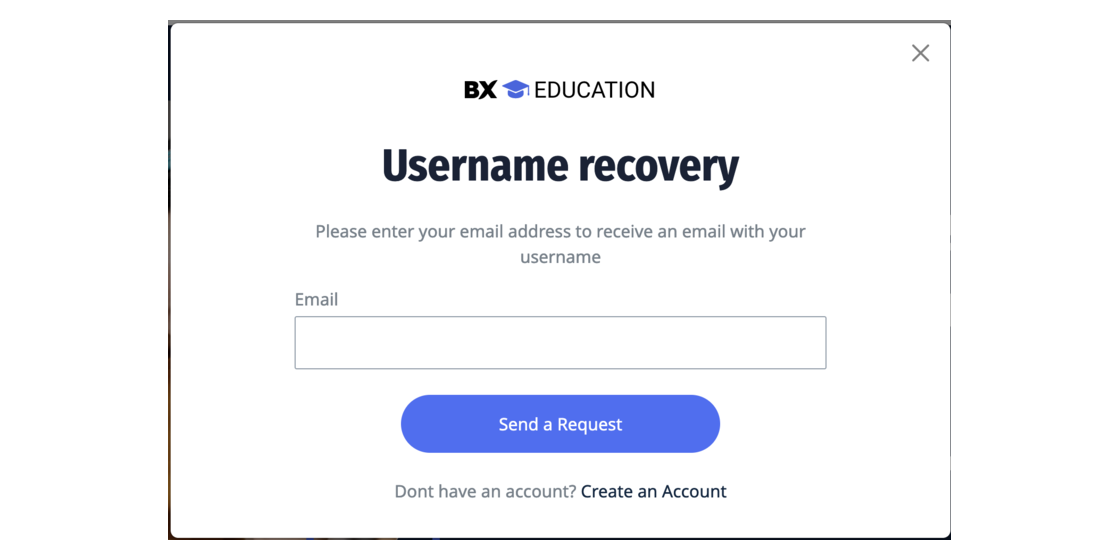 BX EDUCATION
Username recovery
Please enter your email address to receive an email with your
username
Email
Send a Request
Dont have an account? Create an Account